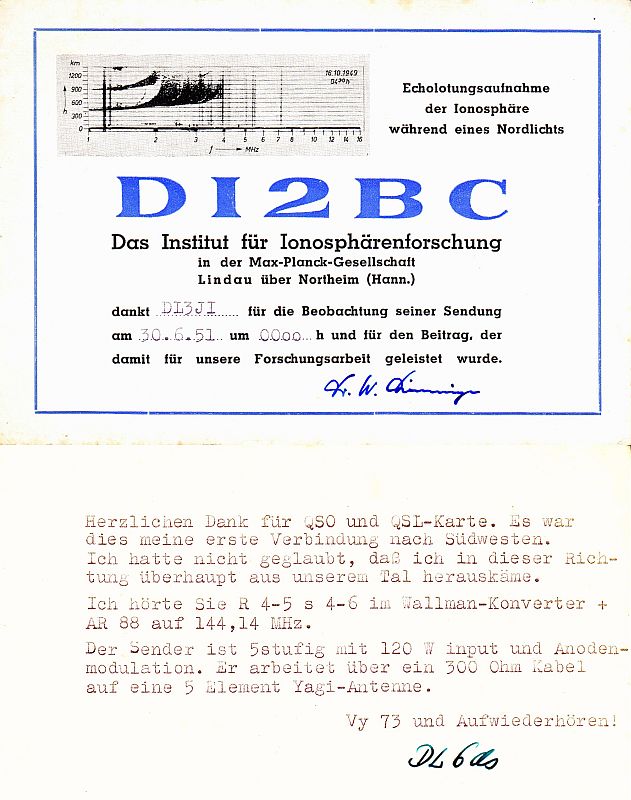 km
1200
900
600
300
0
h
16.10.1949
1 2 3 4 5 6 7 8 10 12 14 16
f MHz
Echolotungsaufnahme
der Ionosphäre
während eines Nordlichts
DI2BC
Das Institut für Ionosphärenforschung
in der Max-Planck-Gesellschaft
Lindau über Northeim (Hann.)
dankt DL3JI für die Beobachtung seiner Sendung
am 30.6.51 um 0000 h und für den Beitrag, der
damit für unsere Forschungsarbeit geleistet wurde.
Dr. W.
Herzlichen Dank für QSO und QSL-Karte. Es war
dies meine erste Verbindung nach Südwesten.
Ich hatte nicht geglaubt, daß ich in dieser Rich-
tung überhaupt aus unserem Tal herauskäme.
Ich hörte Sie R 4-5 s 4-6 im Wallman-Konverter +
AR 88 auf 144,14 MHz.
Der Sender ist 5stufig mit 120 W input und Anoden-
modulation. Er arbeitet über ein 300 Ohm Kabel
auf eine 5 Element Yagi-Antenne.
Vy 73 und Aufwiederhören!
DL6ds